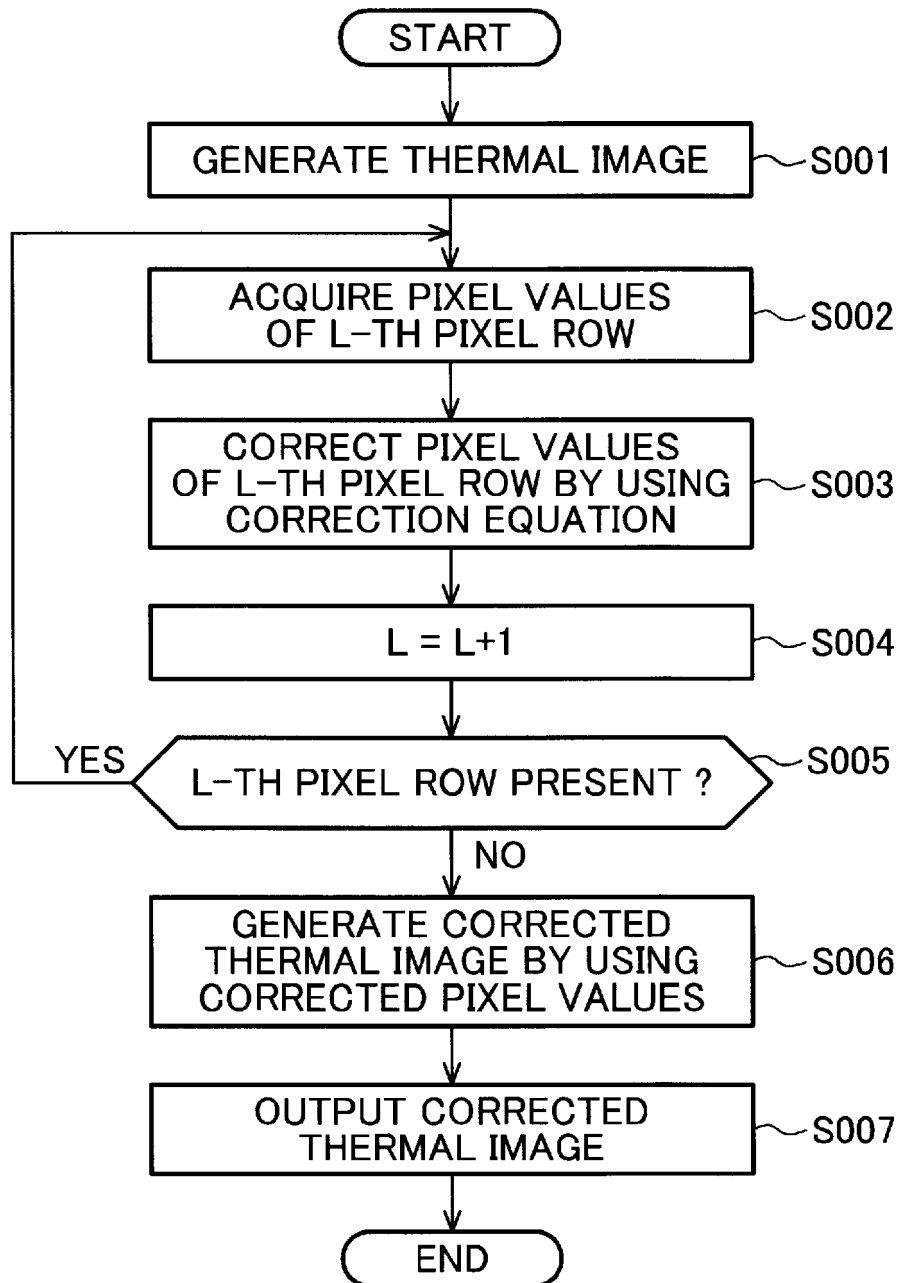 START
GENERATE THERMAL IMAGE
S001
ACQUIRE PIXEL VALUES
OF L-TH PIXEL ROW
S002
CORRECT PIXEL VALUES
OF L-TH PIXEL ROW BY USING
CORRECTION EQUATION
S003
L = L+1
S004
YES
L-TH PIXEL ROW PRESENT ?
S005
NO
GENERATE CORRECTED
THERMAL IMAGE BY USING
CORRECTED PIXEL VALUES
S006
OUTPUT CORRECTED
THERMAL IMAGE
S007
END